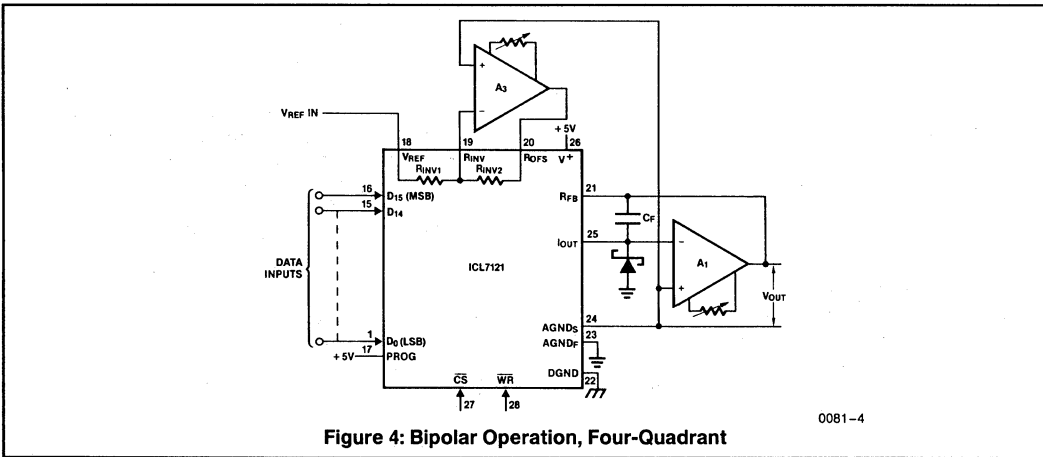 A3
+
−
VREF IN
18
19
20
+5V
26
VREF
RINV
ROFS
V+
RINV1
RINV2
16
D15 (MSB)
15
D14
RFB
21
CF
IOUT
25
−
A1
+
DATA
INPUTS
ICL7121
VOUT
AGNDS
24
1
D0 (LSB)
AGNDF
23
17
+5V
PROG
DGND
22
CS
WR
27
28
0081–4
Figure 4: Bipolar Operation, Four-Quadrant